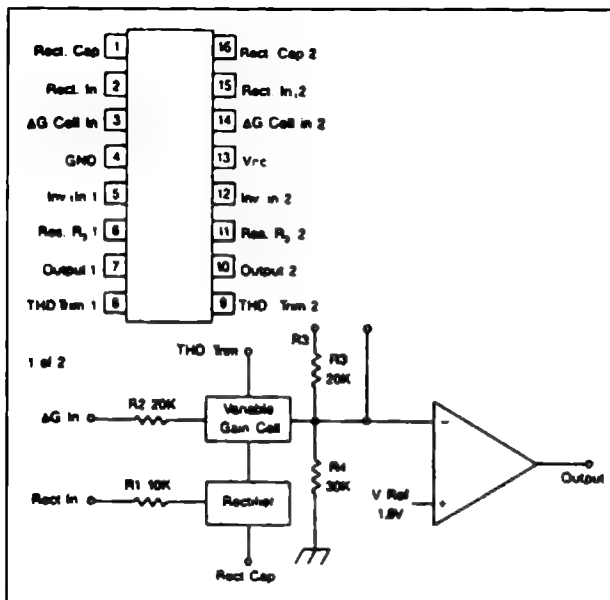 Rect. Cap 1 16 Rect Cap 2
Rect. In 2 15 Rect. In, 2
ΔG Cell In 3 14 ΔG Cell in 2
GND 4 13 Vcc
Inv. In 1 5 12 Inv. in 2
Res. R3 1 6 11 Res. R3 2
Output 1 7 10 Output 2
THD Trim 1 8 9 THD Trim 2
1 of 2
THD Trim
R3
R3
20K
ΔG In
R2 20K
Variable
Gain Cell
−
Rect In
R1 10K
Rectifier
R4
30K
V Ref
1.8V
+
Output
Rect Cap